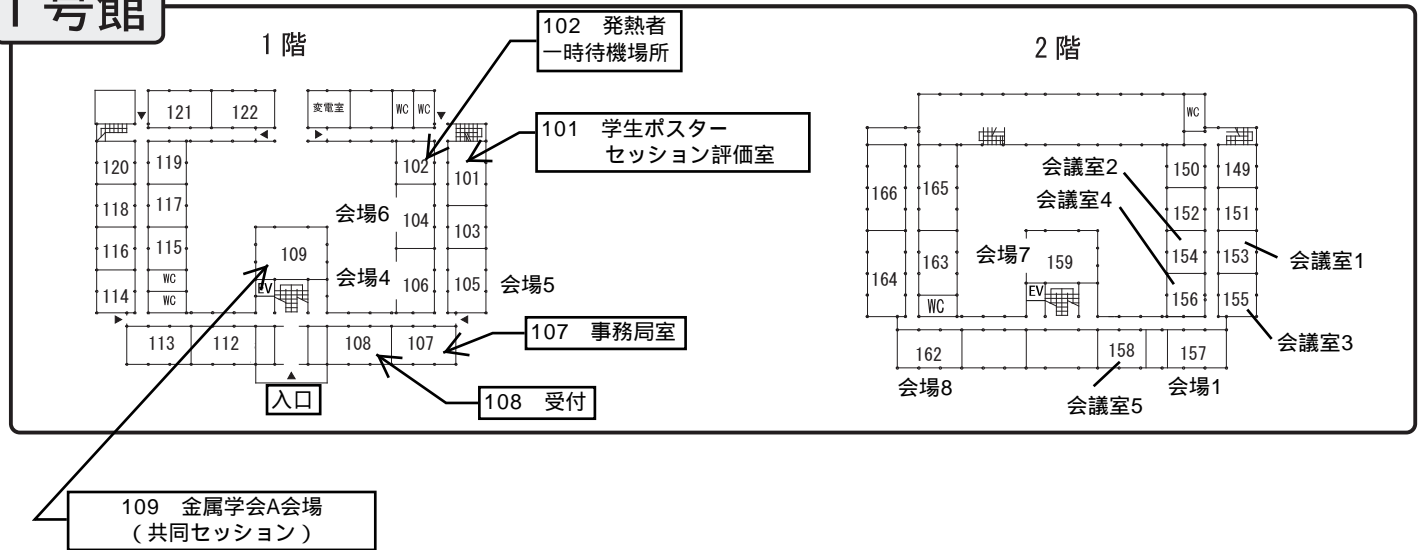 1号館
1階
102 発熱者
一時待機場所
2階
121
122
変電室
WC
WC
101 学生ポスター
セッション評価室
WC
120
119
102
101
118
117
会場6
104
103
116
115
109
会場4
106
105
会場5
WC
WC
EV
114
113
112
108
107
107 事務局室
入口
108 受付
166
165
会議室2
150
149
会議室4
152
151
164
163
会場7
159
154
153
会議室1
EV
WC
156
155
会議室3
162
158
157
会場8
会議室5
会場1
109 金属学会A会場
(共同セッション)